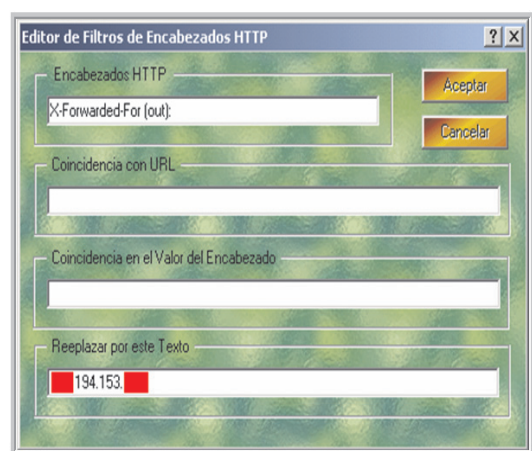 Editor de Filtros de Encabezados HTTP
Encabezados HTTP
Aceptar
X-Forwarded-For (out):
Cancelar
Coincidencia con URL
Coincidencia en el Valor del Encabezado
Reeplazar por este Texto
194.153.